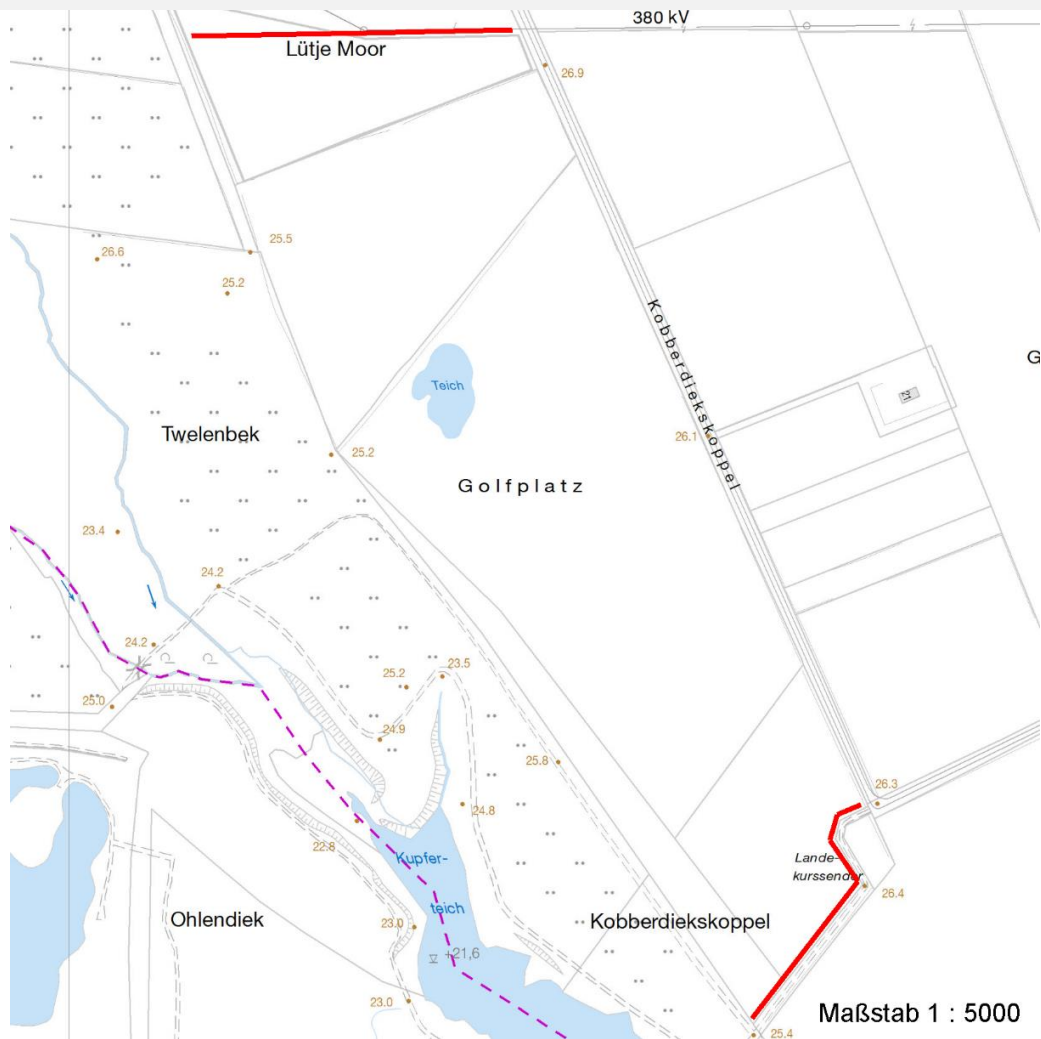 380 kV
Lütje Moor
26.9
25.5
26.6
25.2
Kobberdiekskoppel
G
Teich
21
26.1
Twelenbek
25.2
Golfplatz
23.4
24.2
24.2
25.2
23.5
25.0
24.9
25.8
26.3
24.8
22.8
Kupfer-
teich
Lande-
kurssender
26.4
Ohlendiek
23.0
Kobberdiekskoppel
+21,6
23.0
Maßstab 1 : 5000
25.4